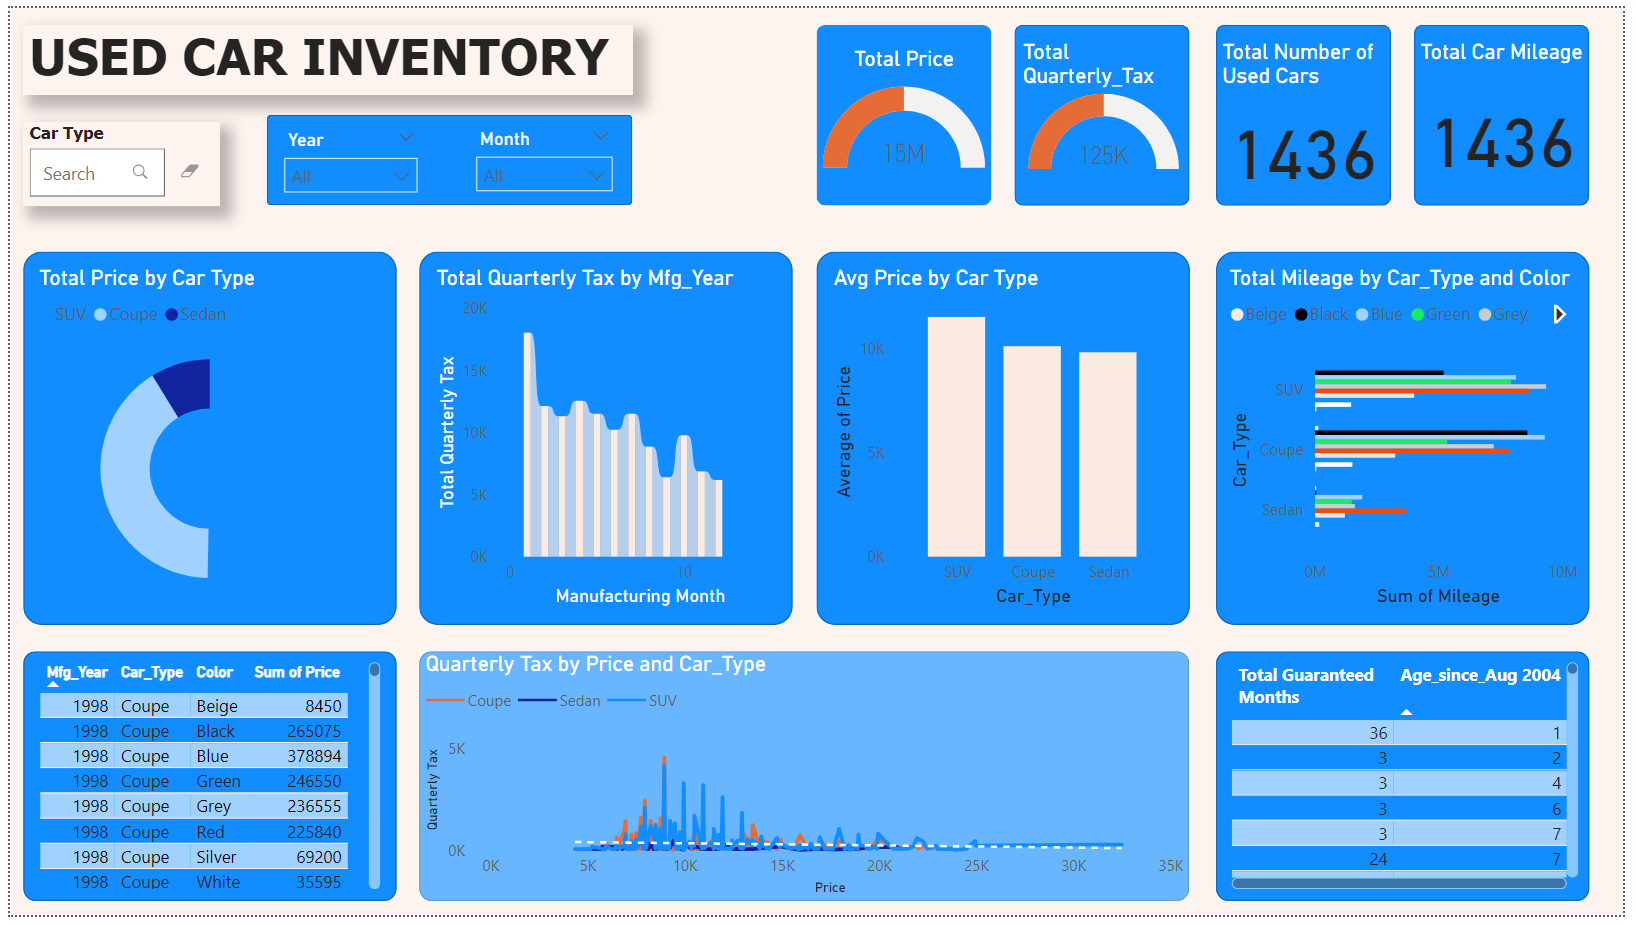 USED CAR INVENTORY
Car Type
Search
Year
All
Month
All
Total Price
15M
Total
Quarterly_Tax
125K
Total Number of
Used Cars
1436
Total Car Mileage
1436
Total Price by Car Type
SUV Coupe Sedan
Total Quarterly Tax by Mfg_Year
Total Quarterly Tax
20K
15K
10K
5K
0K
0 10
Manufacturing Month
Avg Price by Car Type
Average of Price
10K
5K
0K
SUV Coupe Sedan
Car_Type
Total Mileage by Car_Type and Color
Beige Black Blue Green Grey
Car_Type
SUV
Coupe
Sedan
0M 5M 10M
Sum of Mileage
Mfg_Year Car_Type Color Sum of Price
1998 Coupe Beige 8450
1998 Coupe Black 265075
1998 Coupe Blue 378894
1998 Coupe Green 246550
1998 Coupe Grey 236555
1998 Coupe Red 225840
1998 Coupe Silver 69200
1998 Coupe White 35595
Quarterly Tax by Price and Car_Type
Coupe Sedan SUV
Quarterly Tax
5K
0K
0K 5K 10K 15K 20K 25K 30K 35K
Price
Total Guaranteed
Months
Age_since_Aug 2004
36 1
3 2
3 4
3 6
3 7
24 7